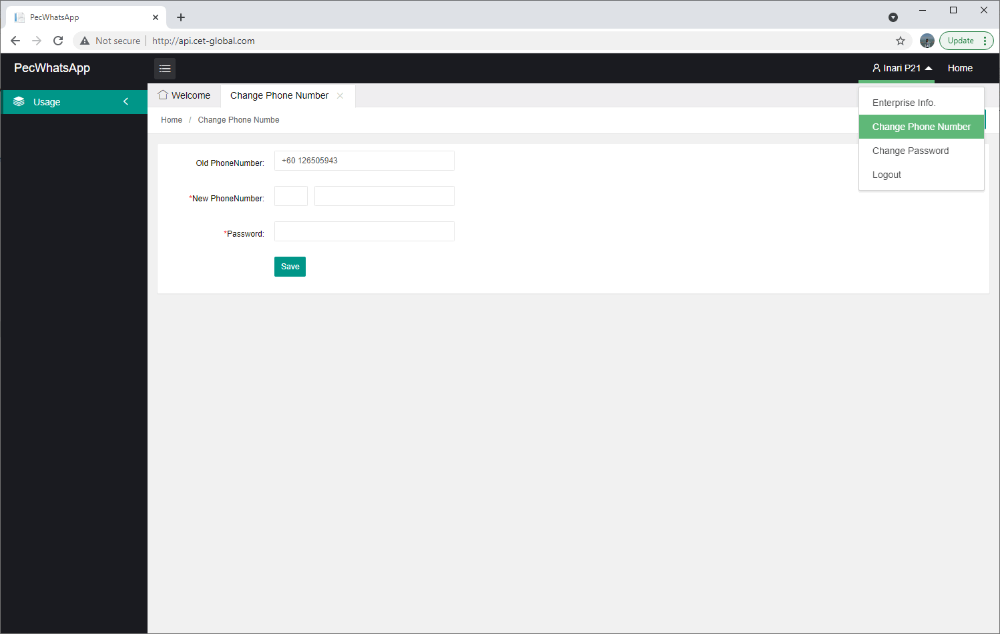 PecWhatsApp
Not secure
http://api.cet-global.com
Update
PecWhatsApp
Inari P21
Home
Usage
Welcome
Change Phone Number
Enterprise Info.
Change Phone Number
Change Password
Logout
Home / Change Phone Numbe
Old PhoneNumber:
+60 126505943
*New PhoneNumber:
*Password:
Save